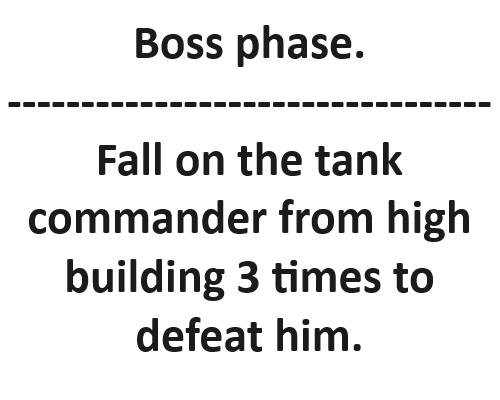 Boss phase.
---------------------------------
Fall on the tank
commander from high
building 3 times to
defeat him.